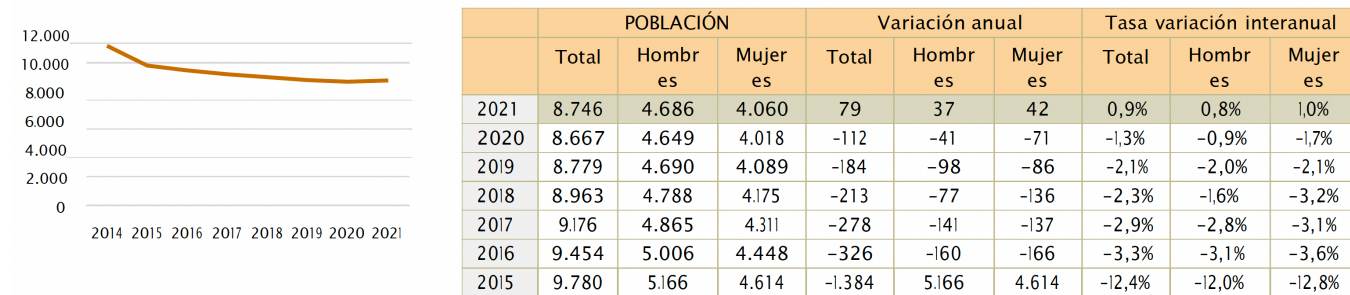 12.000
10.000
8.000
6.000
4.000
2.000
0
2014 2015 2016 2017 2018 2019 2020 2021
POBLACIÓN Variación anual Tasa variación interanual
Total Hombr es Mujer es Total Hombr es Mujer es Total Hombr es Mujer es
2021 8.746 4.686 4.060 79 37 42 0,9% 0,8% 1,0%
2020 8.667 4.649 4.018 -112 -41 -71 -1,3% -0,9% -1,7%
2019 8.779 4.690 4.089 -184 -98 -86 -2,1% -2,0% -2,1%
2018 8.963 4.788 4.175 -213 -77 -136 -2,3% -1,6% -3,2%
2017 9.176 4.865 4.311 -278 -141 -137 -2,9% -2,8% -3,1%
2016 9.454 5.006 4.448 -326 -160 -166 -3,3% -3,1% -3,6%
2015 9.780 5.166 4.614 -1.384 5.166 4.614 -12,4% -12,0% -12,8%